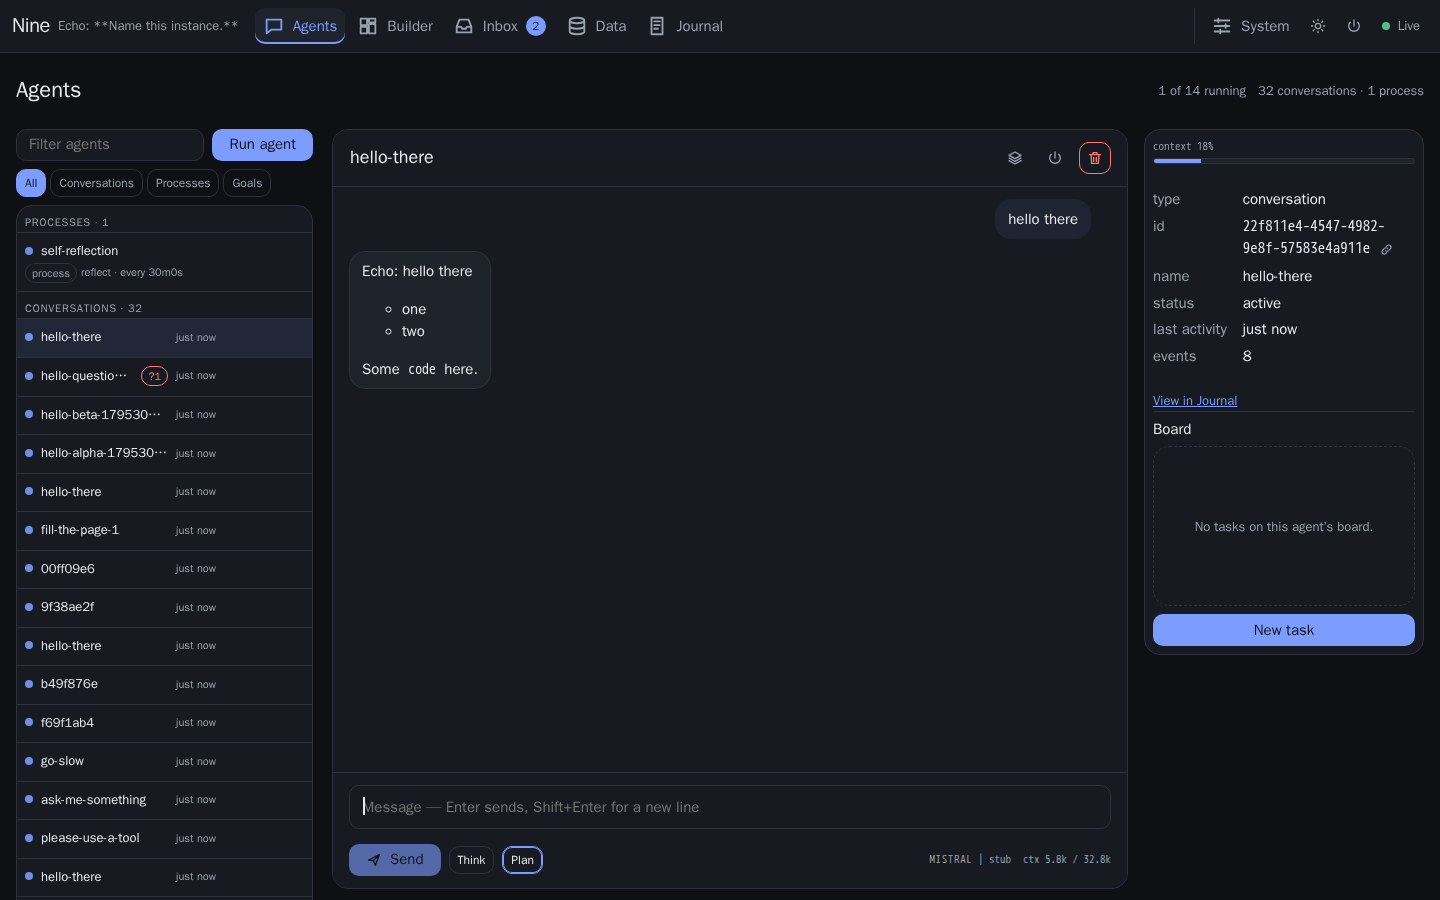 Nine Echo: **Name this instance.** Agents Builder Inbox 2 Data Journal System Live
Agents
1 of 14 running 32 conversations · 1 process
Filter agents Run agent
All Conversations Processes Goals
PROCESSES · 1
self-reflection
process reflect · every 30m0s
CONVERSATIONS · 32
hello-there just now
hello-questio··· ?1 just now
hello-beta-179530··· just now
hello-alpha-179530··· just now
hello-there just now
fill-the-page-1 just now
00ff09e6 just now
9f38ae2f just now
hello-there just now
b49f876e just now
f69f1ab4 just now
go-slow just now
ask-me-something just now
please-use-a-tool just now
hello-there just now
hello-there
hello there
Echo: hello there
one
two
Some code here.
Message — Enter sends, Shift+Enter for a new line
Send Think Plan
MISTRAL | stub ctx 5.8k / 32.8k
context 18%
type conversation
id 22f811e4-4547-4982-
9e8f-57583e4a911e
name hello-there
status active
last activity just now
events 8
View in Journal
Board
No tasks on this agent's board.
New task